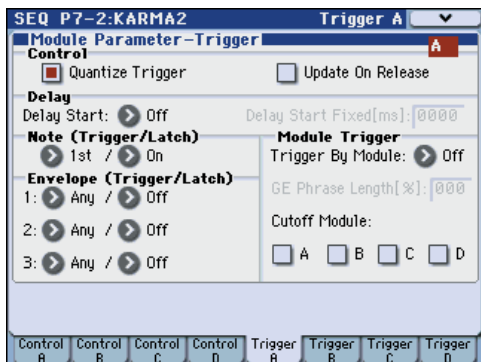 SEQ P7-2:KARMA2 Trigger A
Module Parameter-Trigger A
Control
Quantize Trigger Update On Release
Delay
Delay Start: Off Delay Start Fixed[ms]: 0000
Note (Trigger/Latch) Module Trigger
1st / On Trigger By Module: Off
Envelope (Trigger/Latch)
1: Any / Off GE Phrase Length[%]: 000
2: Any / Off Cutoff Module:
3: Any / Off A B C D
Control A Control B Control C Control D Trigger A Trigger B Trigger C Trigger D